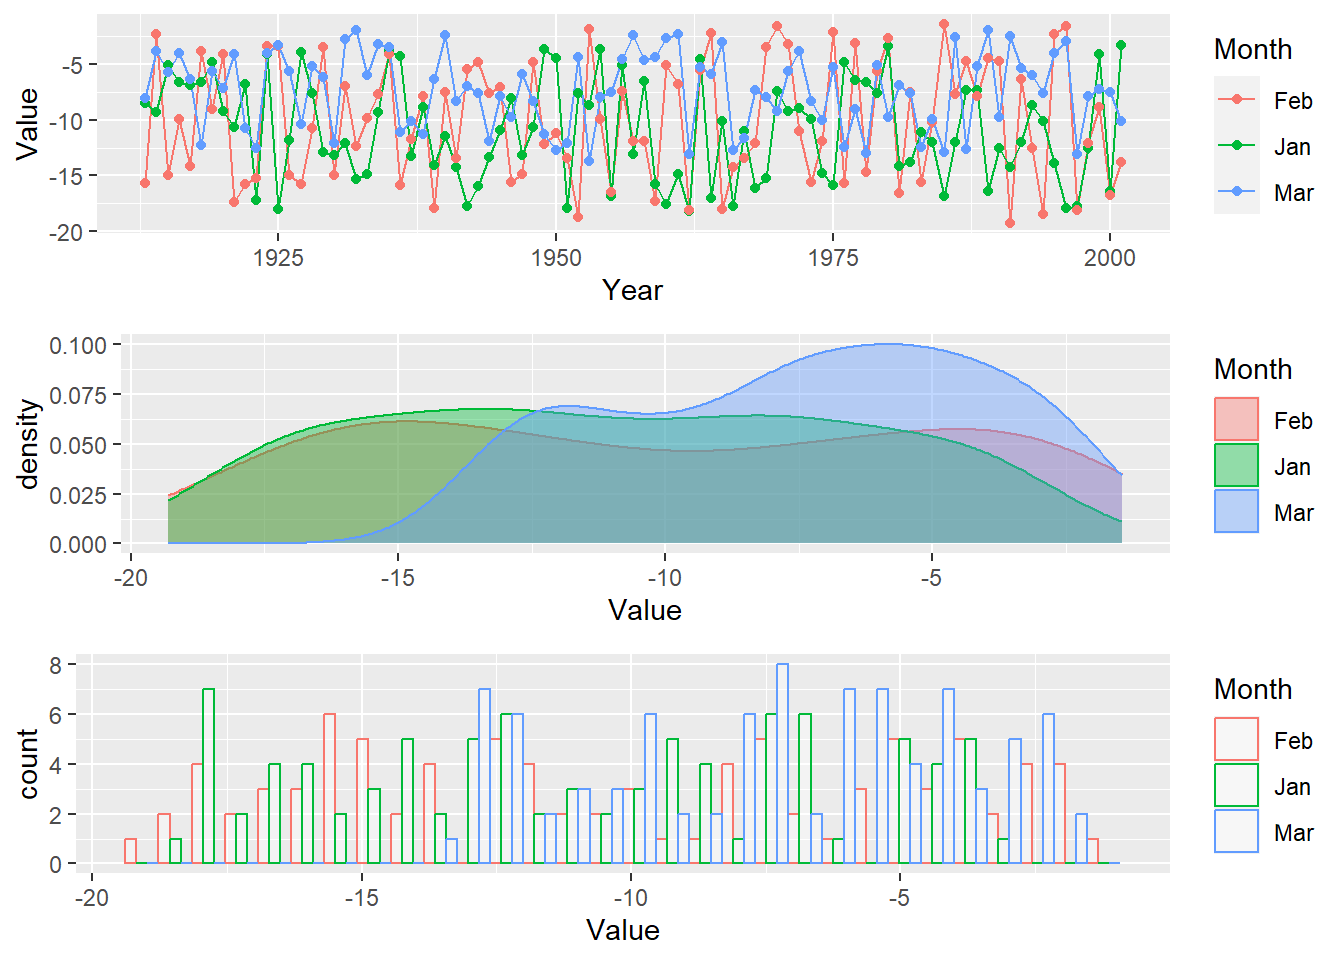 Value
-5
-10
-15
-20
1925 1950 1975 2000
Year
Month
Feb
Jan
Mar
density
0.100
0.075
0.050
0.025
0.000
-20 -15 -10 -5
Value
Month
Feb
Jan
Mar
count
8
6
4
2
0
-20 -15 -10 -5
Value
Month
Feb
Jan
Mar